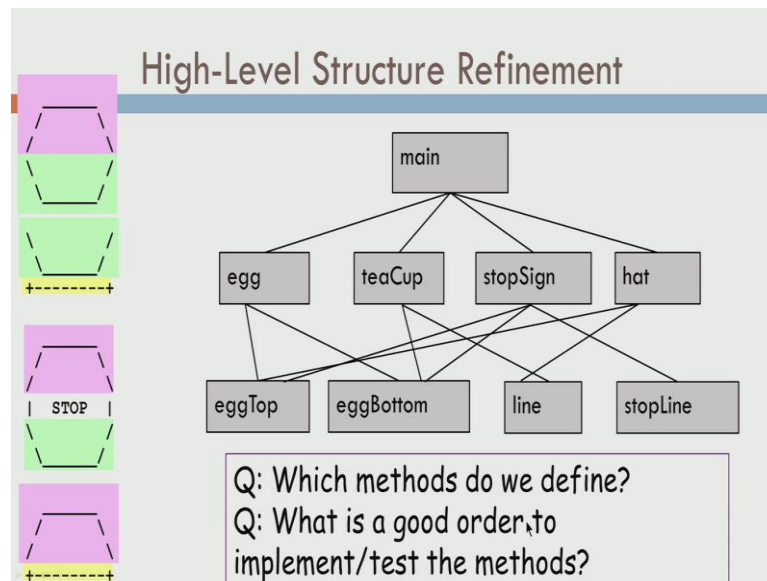 High-Level Structure Refinement
main
egg
teaCup
stopSign
hat
eggTop
eggBottom
line
stopLine
| STOP |
Q: Which methods do we define?
Q: What is a good order to
implement/test the methods?